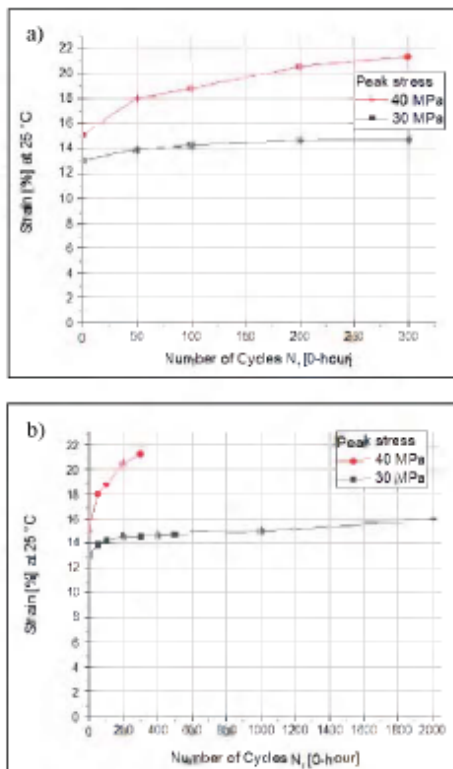 a)
22
20
18
16
14
12
10
8
6
4
2
0
Strain [%] at 25 °C
Peak stress
40 MPa
30 MPa
0 50 100 150 200 250 300
Number of Cycles N, [0-hour]
b)
22
20
18
16
14
12
10
8
6
4
2
0
Strain [%] at 25 °C
Peak stress
40 MPa
30 MPa
0 200 400 600 800 1000 1200 1400 1600 1800 2000
Number of Cycles N, [0-hour]